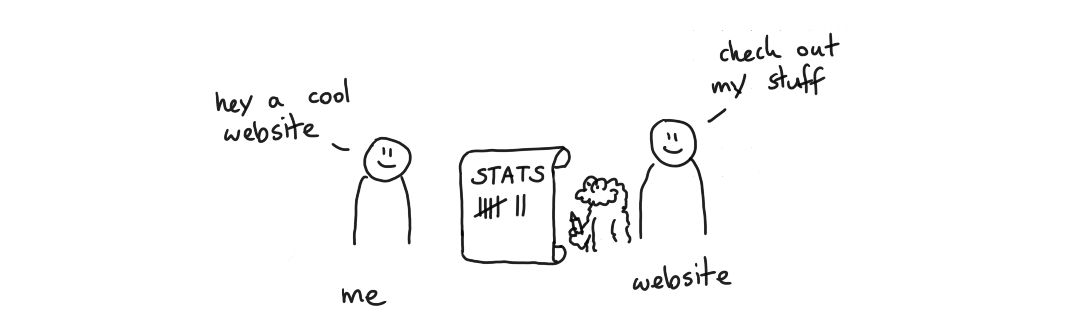 hey a cool
website
check out
my stuff
STATS
me
website